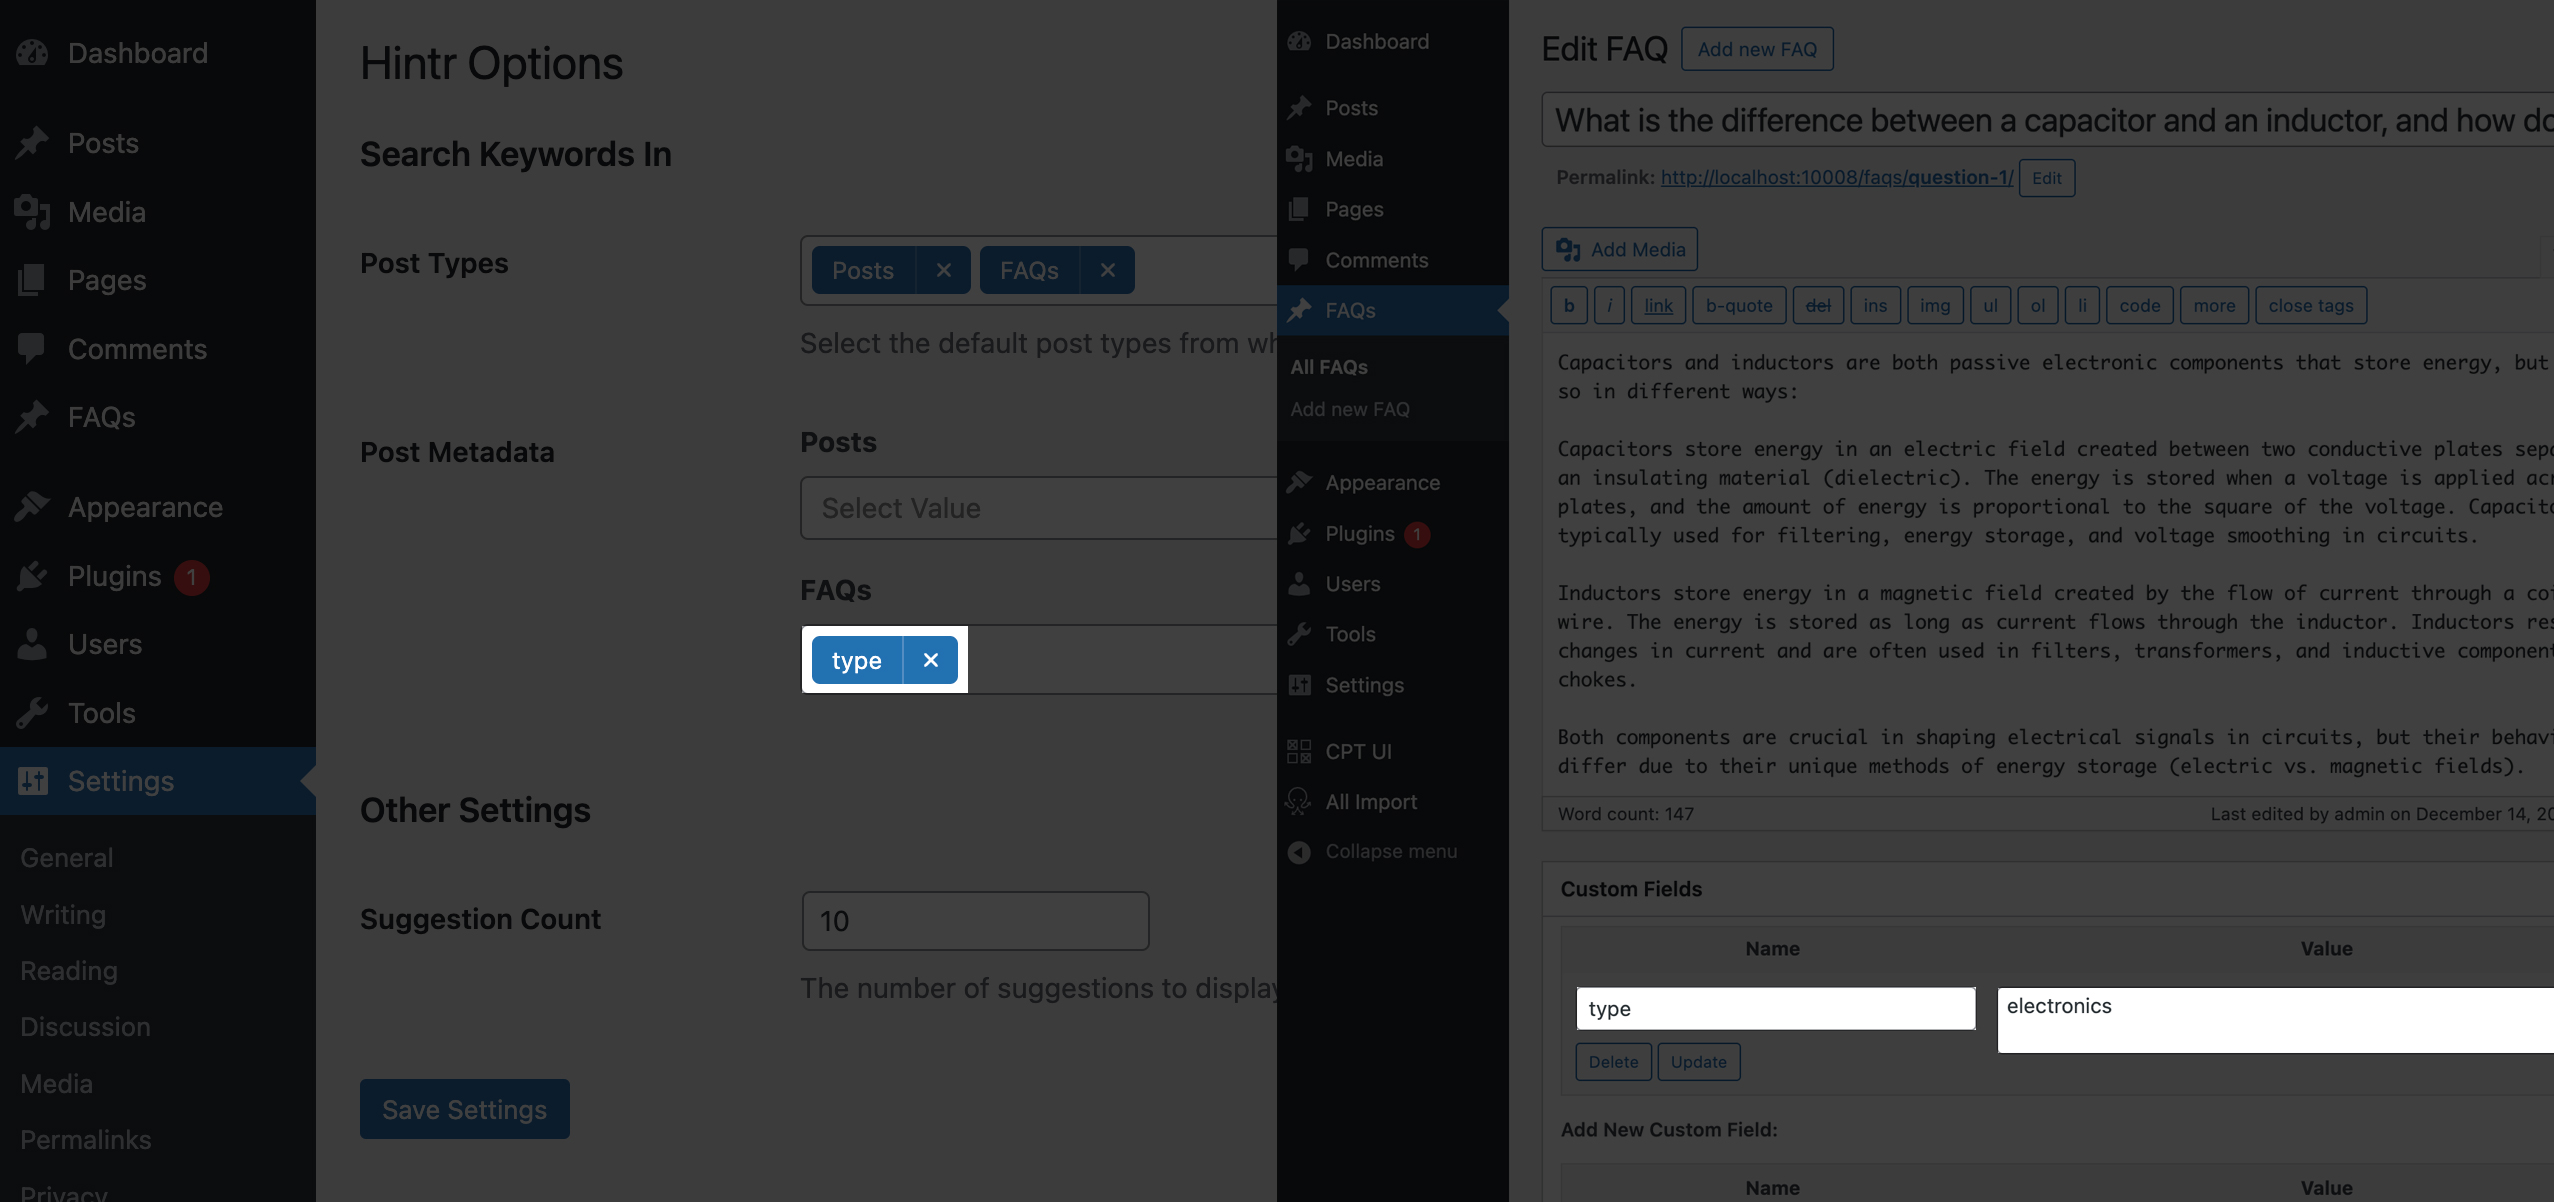 Dashboard
Posts
Media
Pages
Comments
FAQs
Appearance
Plugins 1
Users
Tools
Settings
General
Writing
Reading
Discussion
Media
Permalinks
Privacy
Hintr Options
Search Keywords In
Post Types
Posts × FAQs ×
Select the default post types from wh
Post Metadata
Posts
Select Value
FAQs
type ×
Other Settings
Suggestion Count
10
The number of suggestions to display
Save Settings
Dashboard
Posts
Media
Pages
Comments
FAQs
All FAQs
Add new FAQ
Appearance
Plugins 1
Users
Tools
Settings
CPT UI
All Import
Collapse menu
Edit FAQ Add new FAQ
What is the difference between a capacitor and an inductor, and how do
Permalink: http://localhost:10008/faqs/question-1/ Edit
Add Media
b i link b-quote del ins img ul ol li code more close tags
Capacitors and inductors are both passive electronic components that store energy, but
so in different ways:
Capacitors store energy in an electric field created between two conductive plates sepa
an insulating material (dielectric). The energy is stored when a voltage is applied acr
plates, and the amount of energy is proportional to the square of the voltage. Capacito
typically used for filtering, energy storage, and voltage smoothing in circuits.
Inductors store energy in a magnetic field created by the flow of current through a coi
wire. The energy is stored as long as current flows through the inductor. Inductors res
changes in current and are often used in filters, transformers, and inductive component
chokes.
Both components are crucial in shaping electrical signals in circuits, but their behavi
differ due to their unique methods of energy storage (electric vs. magnetic fields).
Word count: 147
Last edited by admin on December 14, 20
Custom Fields
Name Value
type electronics
Delete Update
Add New Custom Field:
Name Value